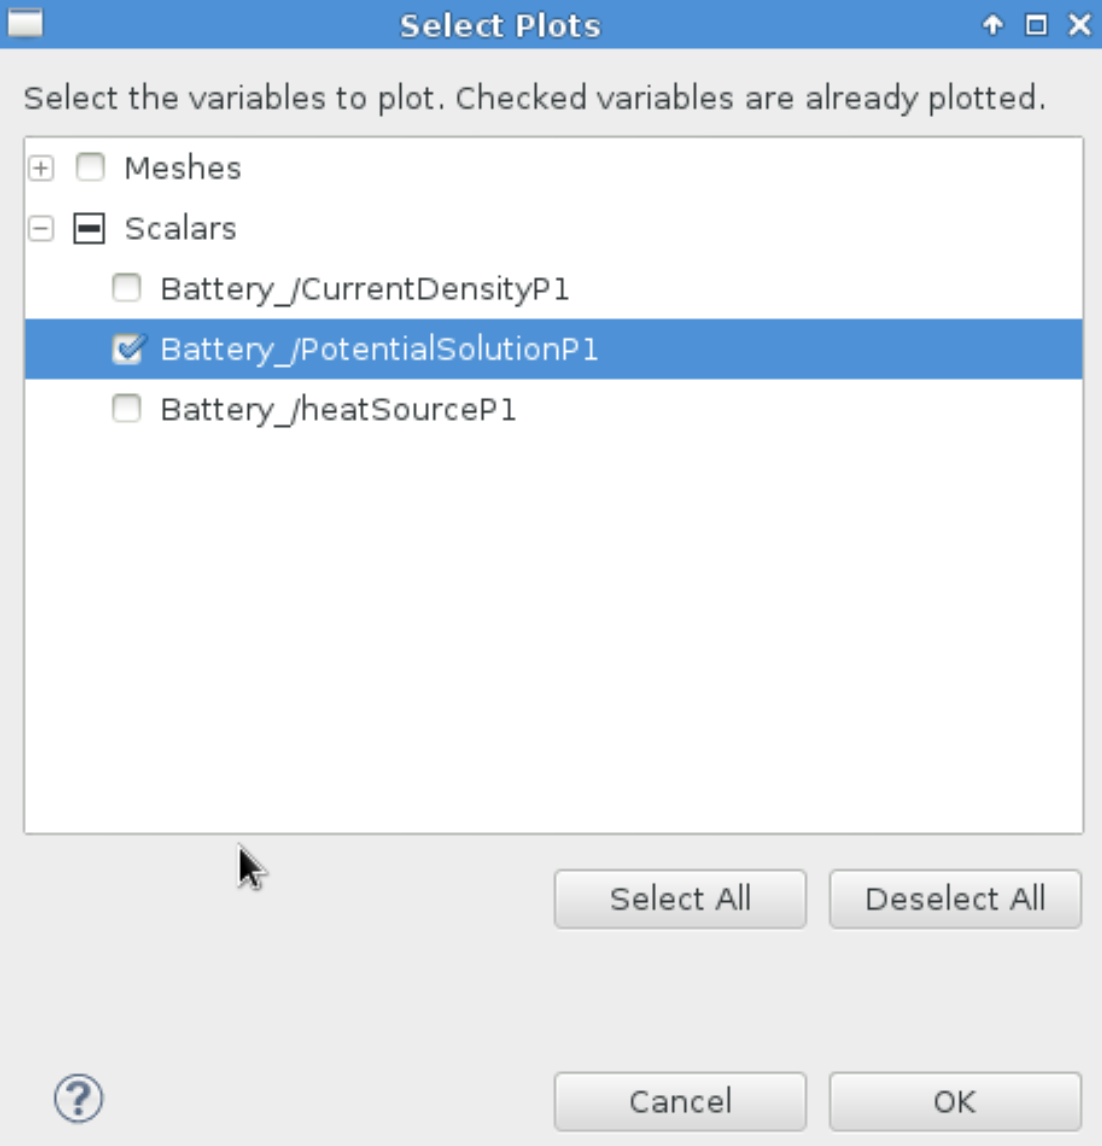 Select Plots
Select the variables to plot. Checked variables are already plotted.
Meshes
Scalars
Battery_/CurrentDensityP1
Battery_/PotentialSolutionP1
Battery_/heatSourceP1
Select All
Deselect All
?
Cancel
OK